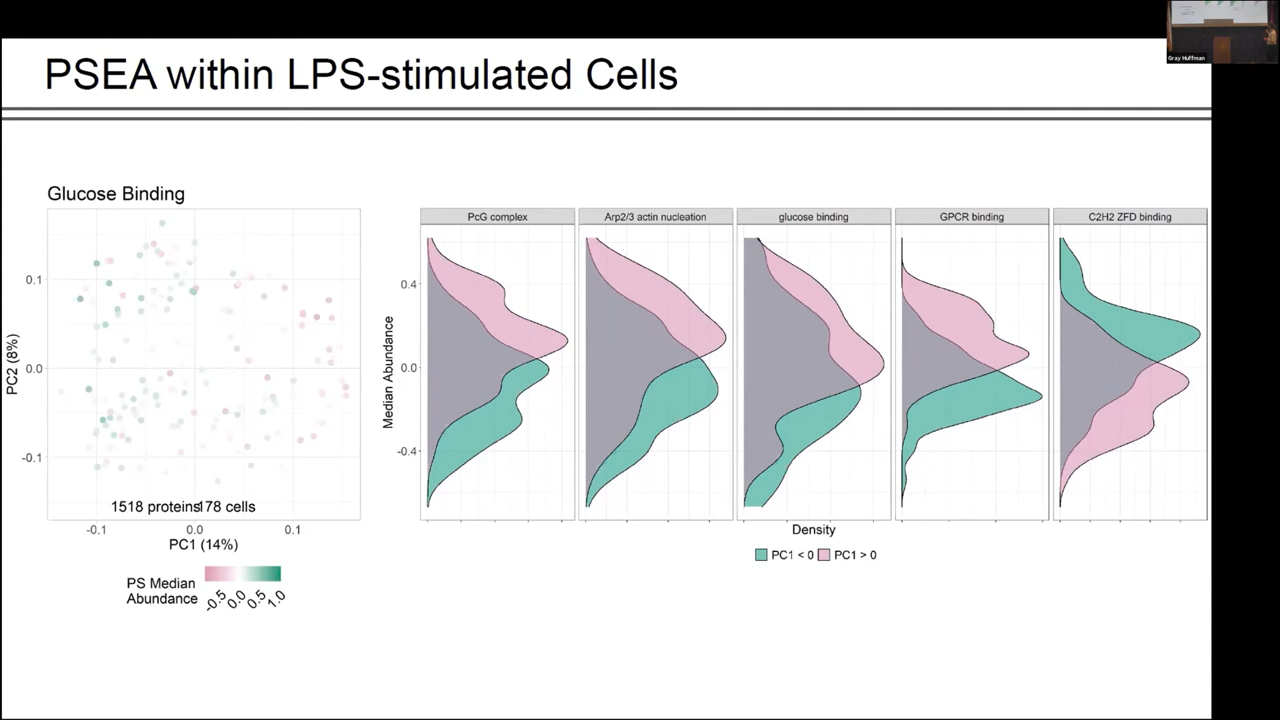 PSEA within LPS-stimulated Cells
Gray Huffman
Glucose Binding
PC2 (8%)
0.1
0.0
-0.1
1518 proteins178 cells
-0.1 0.0 0.1
PC1 (14%)
PS Median
Abundance
-0.5 0.0 0.5 1.0
PcG complex
Arp2/3 actin nucleation
glucose binding
GPCR binding
C2H2 ZFD binding
Median Abundance
0.4
0.0
-0.4
Density
PC1 < 0 PC1 > 0